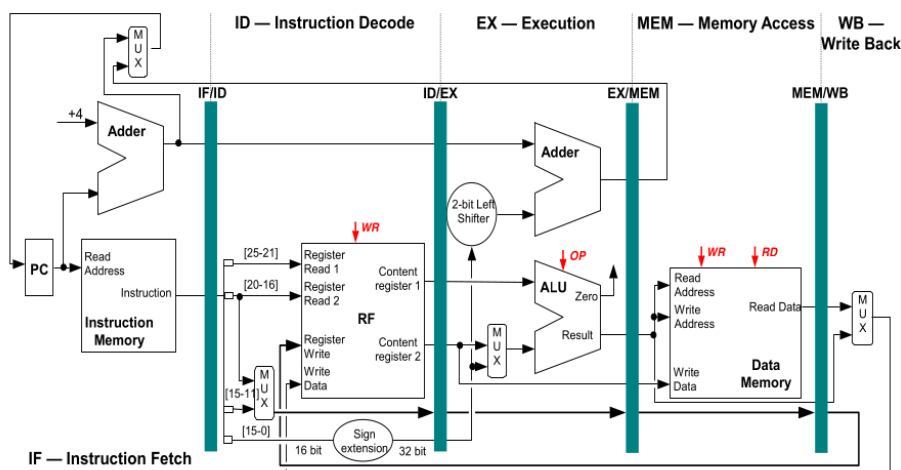 ID — Instruction Decode
EX — Execution
MEM — Memory Access
WB —
Write Back
M
U
X
IF/ID
ID/EX
EX/MEM
MEM/WB
+4
Adder
Adder
2-bit Left
Shifter
WR
[25-21]
Register
Read 1
[20-16]
Register
Read 2
Content
register 1
RF
Register
Write
Content
register 2
Write
Data
OP
ALU
Zero
Result
WR
RD
Read
Address
Write
Address
Read Data
Data
Memory
Write
Data
PC
Read
Address
Instruction
Instruction
Memory
M
U
X
M
U
X
M
U
X
[15-11]
[15-0]
16 bit
Sign
extension
32 bit
IF — Instruction Fetch